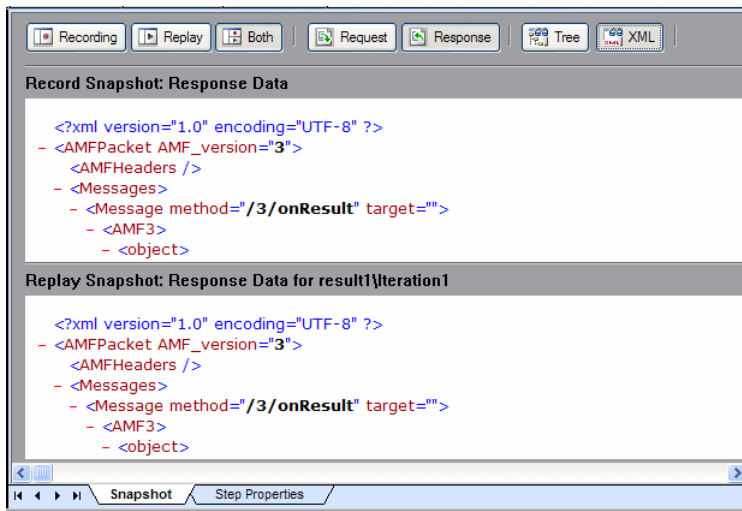 Recording Replay Both Request Response Tree XML
Record Snapshot: Response Data
<?xml version="1.0" encoding="UTF-8" ?>
- <AMFPacket AMF_version="3">
<AMFHeaders />
- <Messages>
- <Message method="/3/onResult" target="">
- <AMF3>
- <object>
Replay Snapshot: Response Data for result1\Iteration1
<?xml version="1.0" encoding="UTF-8" ?>
- <AMFPacket AMF_version="3">
<AMFHeaders />
- <Messages>
- <Message method="/3/onResult" target="">
- <AMF3>
- <object>
Snapshot Step Properties